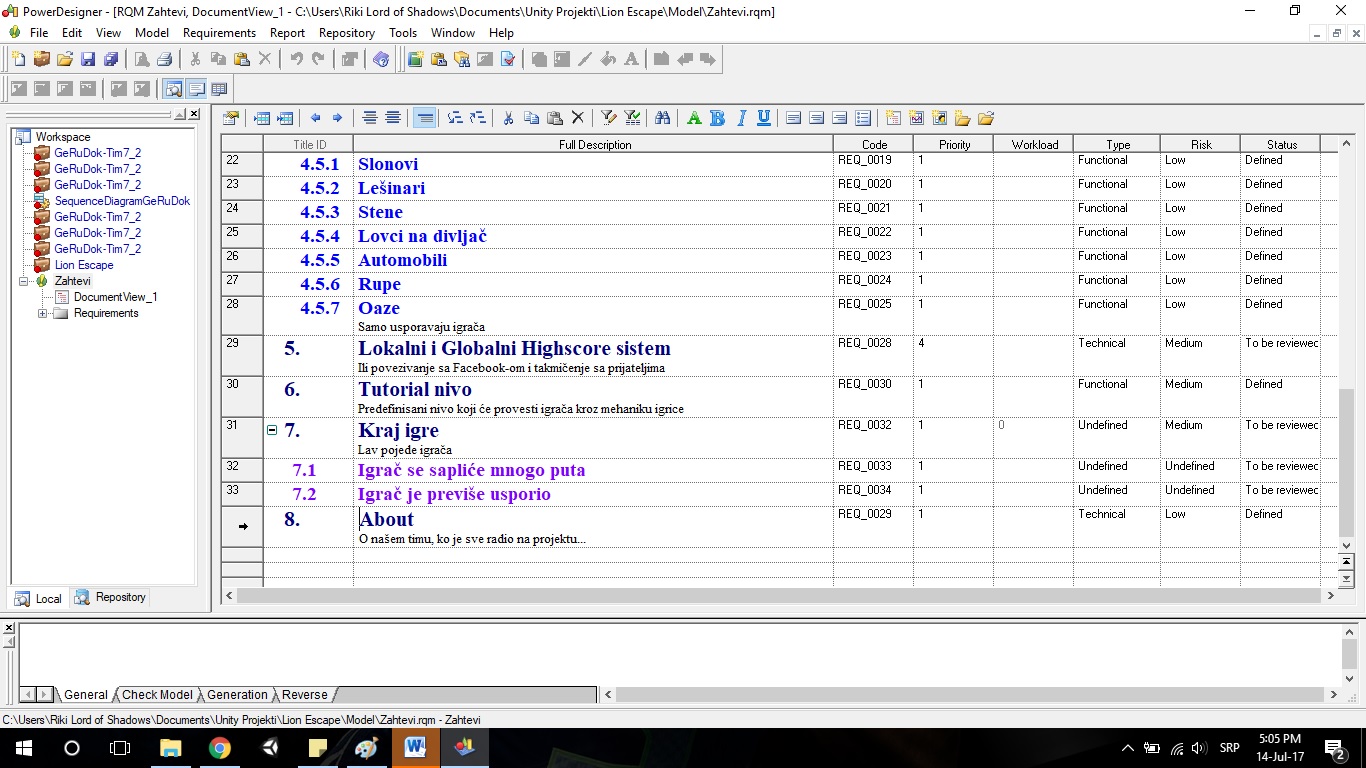 PowerDesigner - [RQM Zahtevi, DocumentView_1 - C:\Users\Riki Lord of Shadows\Documents\Unity Projekti\Lion Escape\Model\Zahtevi.rqm]
File Edit View Model Requirements Report Repository Tools Window Help
Workspace
GeRuDok-Tim7_2
GeRuDok-Tim7_2
GeRuDok-Tim7_2
SequenceDiagramGeRuDok
GeRuDok-Tim7_2
GeRuDok-Tim7_2
GeRuDok-Tim7_2
Lion Escape
Zahtevi
DocumentView_1
Requirements
Local Repository
Title ID Full Description Code Priority Workload Type Risk Status
22 4.5.1 Slonovi REQ_0019 1 Functional Low Defined
23 4.5.2 Lešinari REQ_0020 1 Functional Low Defined
24 4.5.3 Stene REQ_0021 1 Functional Low Defined
25 4.5.4 Lovci na divljač REQ_0022 1 Functional Low Defined
26 4.5.5 Automobili REQ_0023 1 Functional Low Defined
27 4.5.6 Rupe REQ_0024 1 Functional Low Defined
28 4.5.7 Oaze REQ_0025 1 Functional Low Defined
Samo usporavaju igrača
29 5. Lokalni i Globalni Highscore sistem REQ_0028 4 Technical Medium To be reviewed
Ili povezivanje sa Facebook-om i takmičenje sa prijateljima
30 6. Tutorial nivo REQ_0030 1 Functional Medium Defined
Predefinisani nivo koji će provesti igrača kroz mehaniku igrice
31 7. Kraj igre REQ_0032 1 0 Undefined Medium To be reviewed
Lav pojede igrača
32 7.1 Igrač se sapliće mnogo puta REQ_0033 1 Undefined Undefined To be reviewed
33 7.2 Igrač je previše usporio REQ_0034 1 Undefined Undefined To be reviewed
8. About REQ_0029 1 Technical Low Defined
O našem timu, ko je sve radio na projektu...
General Check Model Generation Reverse
C:\Users\Riki Lord of Shadows\Documents\Unity Projekti\Lion Escape\Model\Zahtevi.rqm - Zahtevi
SRP
5:05 PM
14-Jul-17
2